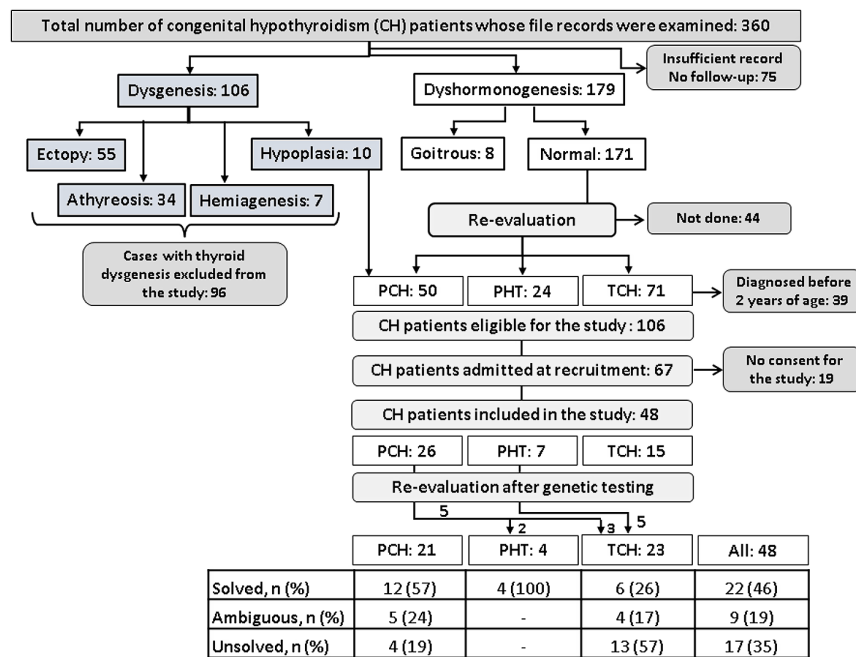 Total number of congenital hypothyroidism (CH) patients whose file records were examined: 360
Insufficient record
No follow-up: 75
Dysgenesis: 106
Dyshormonogenesis: 179
Ectopy: 55
Hypoplasia: 10
Goitrous: 8
Normal: 171
Athyreosis: 34
Hemiagenesis: 7
Re-evaluation
Not done: 44
Cases with thyroid
dysgenesis excluded from
the study: 96
PCH: 50
PHT: 24
TCH: 71
Diagnosed before
2 years of age: 39
CH patients eligible for the study : 106
CH patients admitted at recruitment: 67
No consent for
the study: 19
CH patients included in the study: 48
PCH: 26
PHT: 7
TCH: 15
Re-evaluation after genetic testing
5
2
3
5
PCH: 21
PHT: 4
TCH: 23
All: 48
Solved, n (%) 12 (57) 4 (100) 6 (26) 22 (46)
Ambiguous, n (%) 5 (24) - 4 (17) 9 (19)
Unsolved, n (%) 4 (19) - 13 (57) 17 (35)